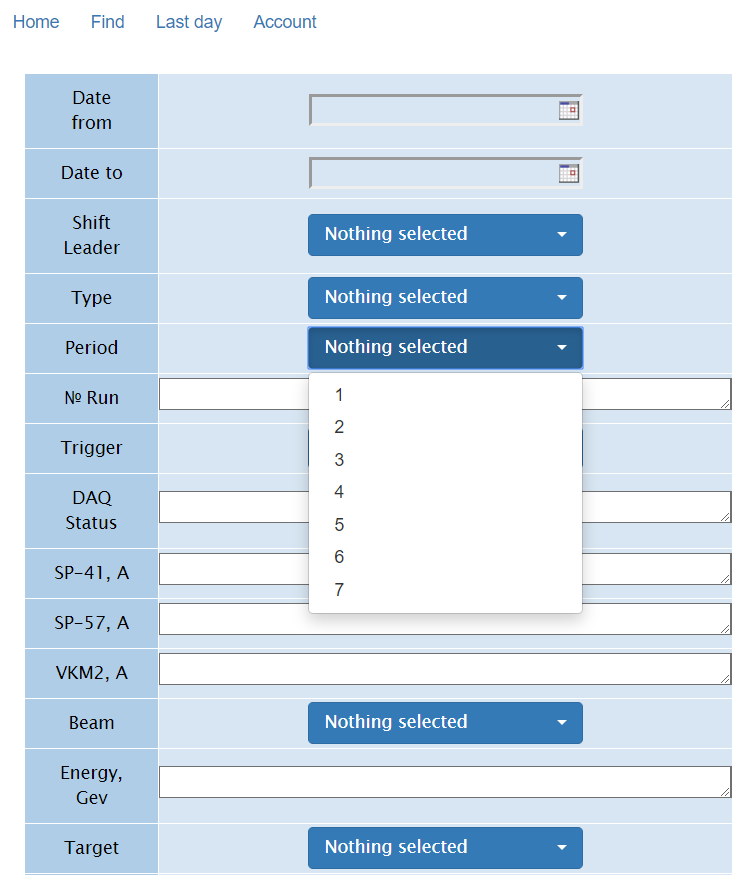 Home Find Last day Account
Date
from
Date to
Shift
Leader
Nothing selected
Type
Nothing selected
Period
Nothing selected
1
2
3
4
5
6
7
№ Run
Trigger
DAQ
Status
SP-41, A
SP-57, A
VKM2, A
Beam
Nothing selected
Energy,
Gev
Target
Nothing selected